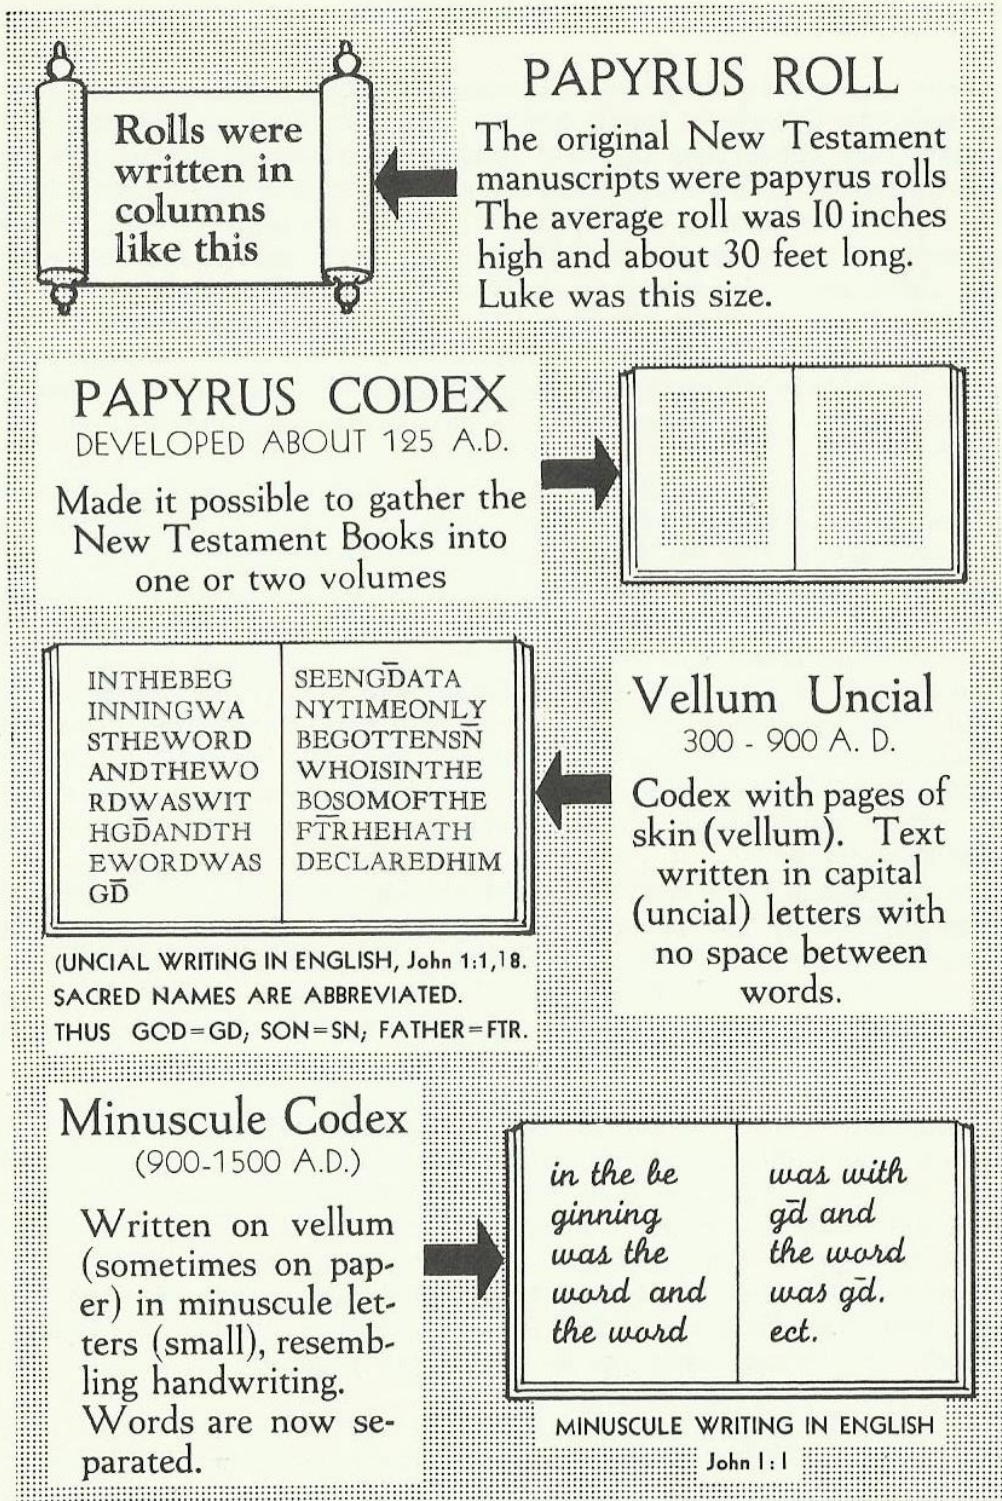 Rolls were
written in
columns
like this
PAPYRUS ROLL
The original New Testament
manuscripts were papyrus rolls
The average roll was 10 inches
high and about 30 feet long.
Luke was this size.
PAPYRUS CODEX
DEVELOPED ABOUT 125 A.D.
Made it possible to gather the
New Testament Books into
one or two volumes
INTHEBEG
INNINGWA
STHEWORD
ANDTHEWO
RDWASWIT
HGD̅ANDTH
EWORDWAS
GD̅
SEENGD̅ATA
NYTIMEONLY
BEGOTTENSN̅
WHOISINTHE
BOSOMOFTHE
FT̅RHEHATH
DECLAREDHIM
Vellum Uncial
300 - 900 A. D.
Codex with pages of
skin (vellum). Text
written in capital
(uncial) letters with
no space between
words.
(UNCIAL WRITING IN ENGLISH, John 1:1,18.
SACRED NAMES ARE ABBREVIATED.
THUS GOD=GD; SON=SN; FATHER=FTR.
Minuscule Codex
(900-1500 A.D.)
Written on vellum
(sometimes on pap-
er) in minuscule let-
ters (small), resemb-
ling handwriting.
Words are now se-
parated.
in the be
ginning
was the
word and
the word
was with
gd̅ and
the word
was gd̅.
ect.
MINUSCULE WRITING IN ENGLISH
John 1:1